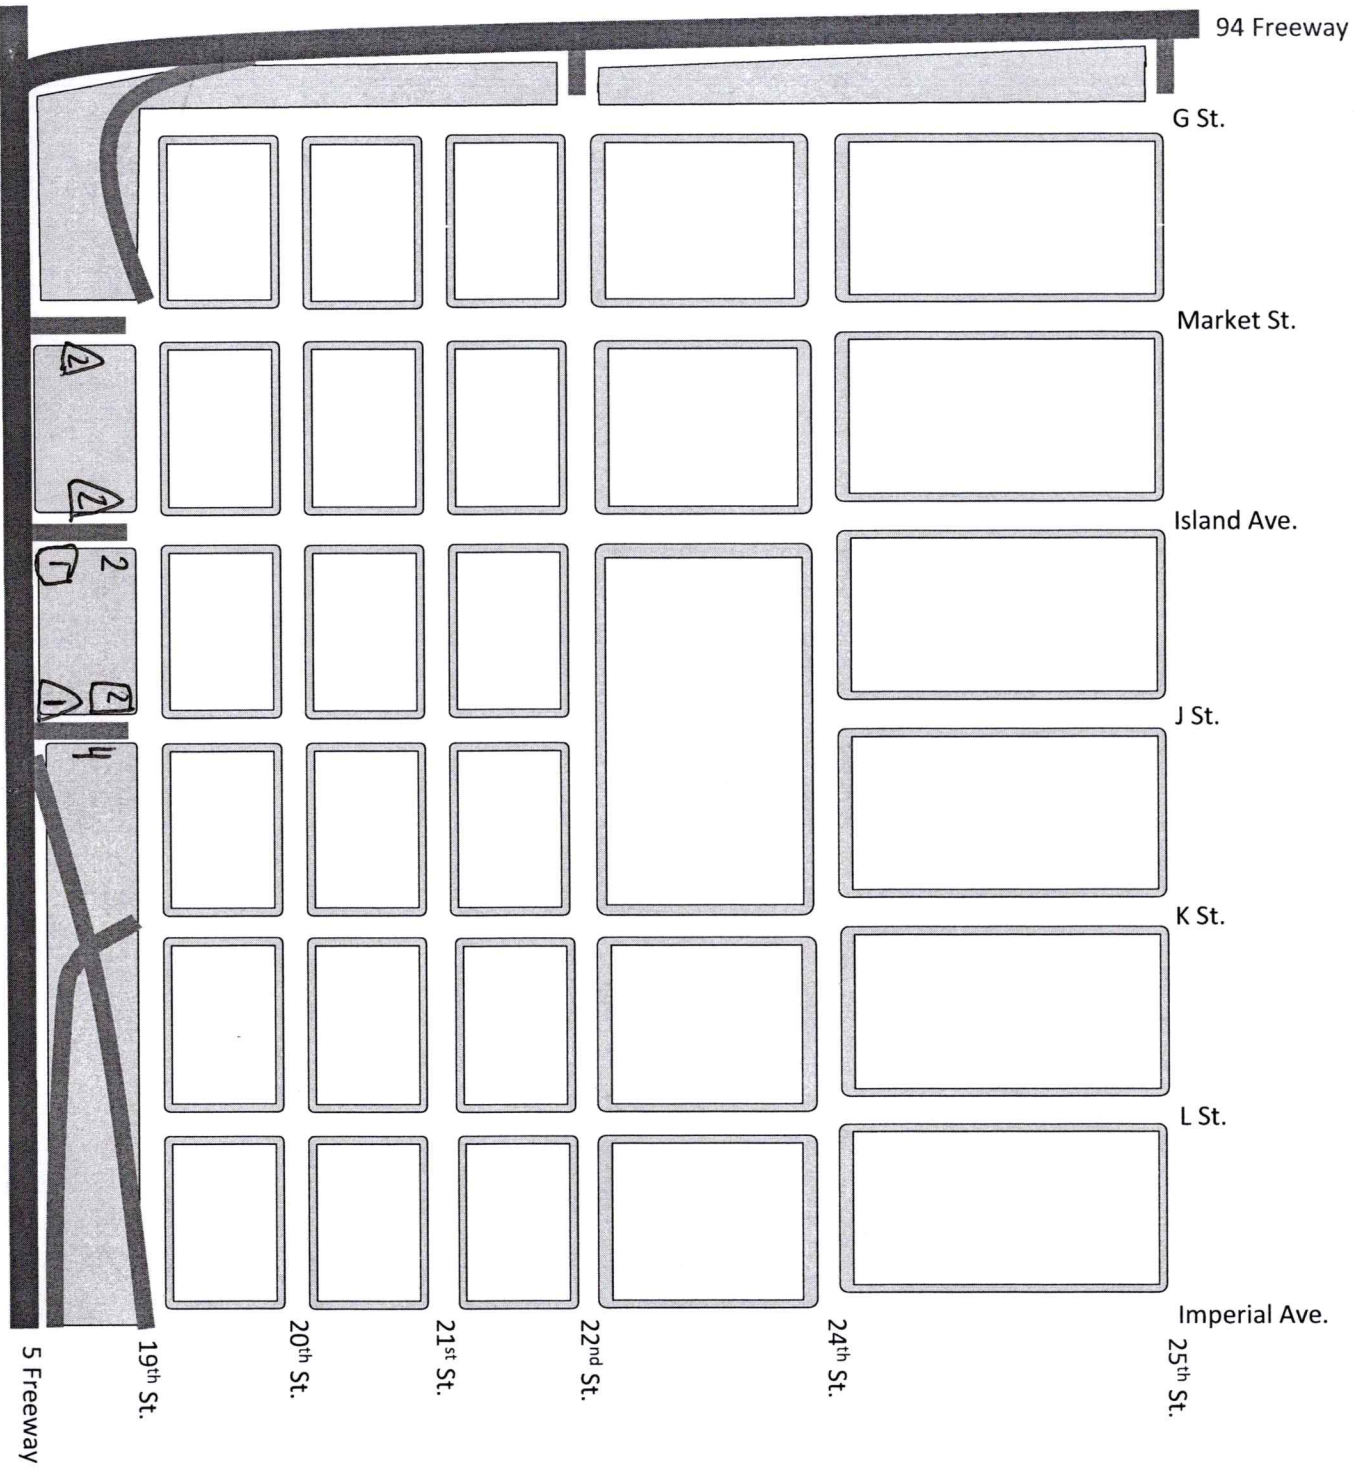 94 Freeway
G St.
Market St.
2
2
Island Ave.
1 2
1 2
J St.
4
K St.
L St.
Imperial Ave.
5 Freeway
19th St.
20th St.
21st St.
22nd St.
24th St.
25th St.